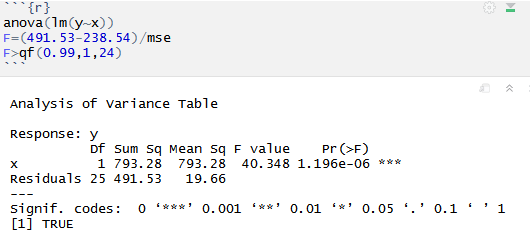 ```{r}
anova(lm(y~x))
F=(491.53-238.54)/mse
F>qf(0.99,1,24)
```
Analysis of Variance Table
Response: y
Df Sum Sq Mean Sq F value Pr(>F)
x 1 793.28 793.28 40.348 1.196e-06 ***
Residuals 25 491.53 19.66
---
Signif. codes: 0 ‘***’ 0.001 ‘**’ 0.01 ‘*’ 0.05 ‘.’ 0.1 ‘ ’ 1
[1] TRUE